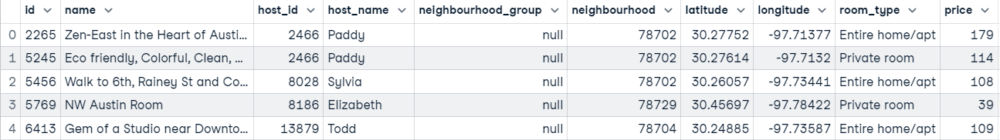 id name host_id host_name neighbourhood_group neighbourhood latitude longitude room_type price
0 2265 Zen-East in the Heart of Austi... 2466 Paddy null 78702 30.27752 -97.71377 Entire home/apt 179
1 5245 Eco friendly, Colorful, Clean, ... 2466 Paddy null 78702 30.27614 -97.7132 Private room 114
2 5456 Walk to 6th, Rainey St and Co... 8028 Sylvia null 78702 30.26057 -97.73441 Entire home/apt 108
3 5769 NW Austin Room 8186 Elizabeth null 78729 30.45697 -97.78422 Private room 39
4 6413 Gem of a Studio near Downto... 13879 Todd null 78704 30.24885 -97.73587 Entire home/apt 109